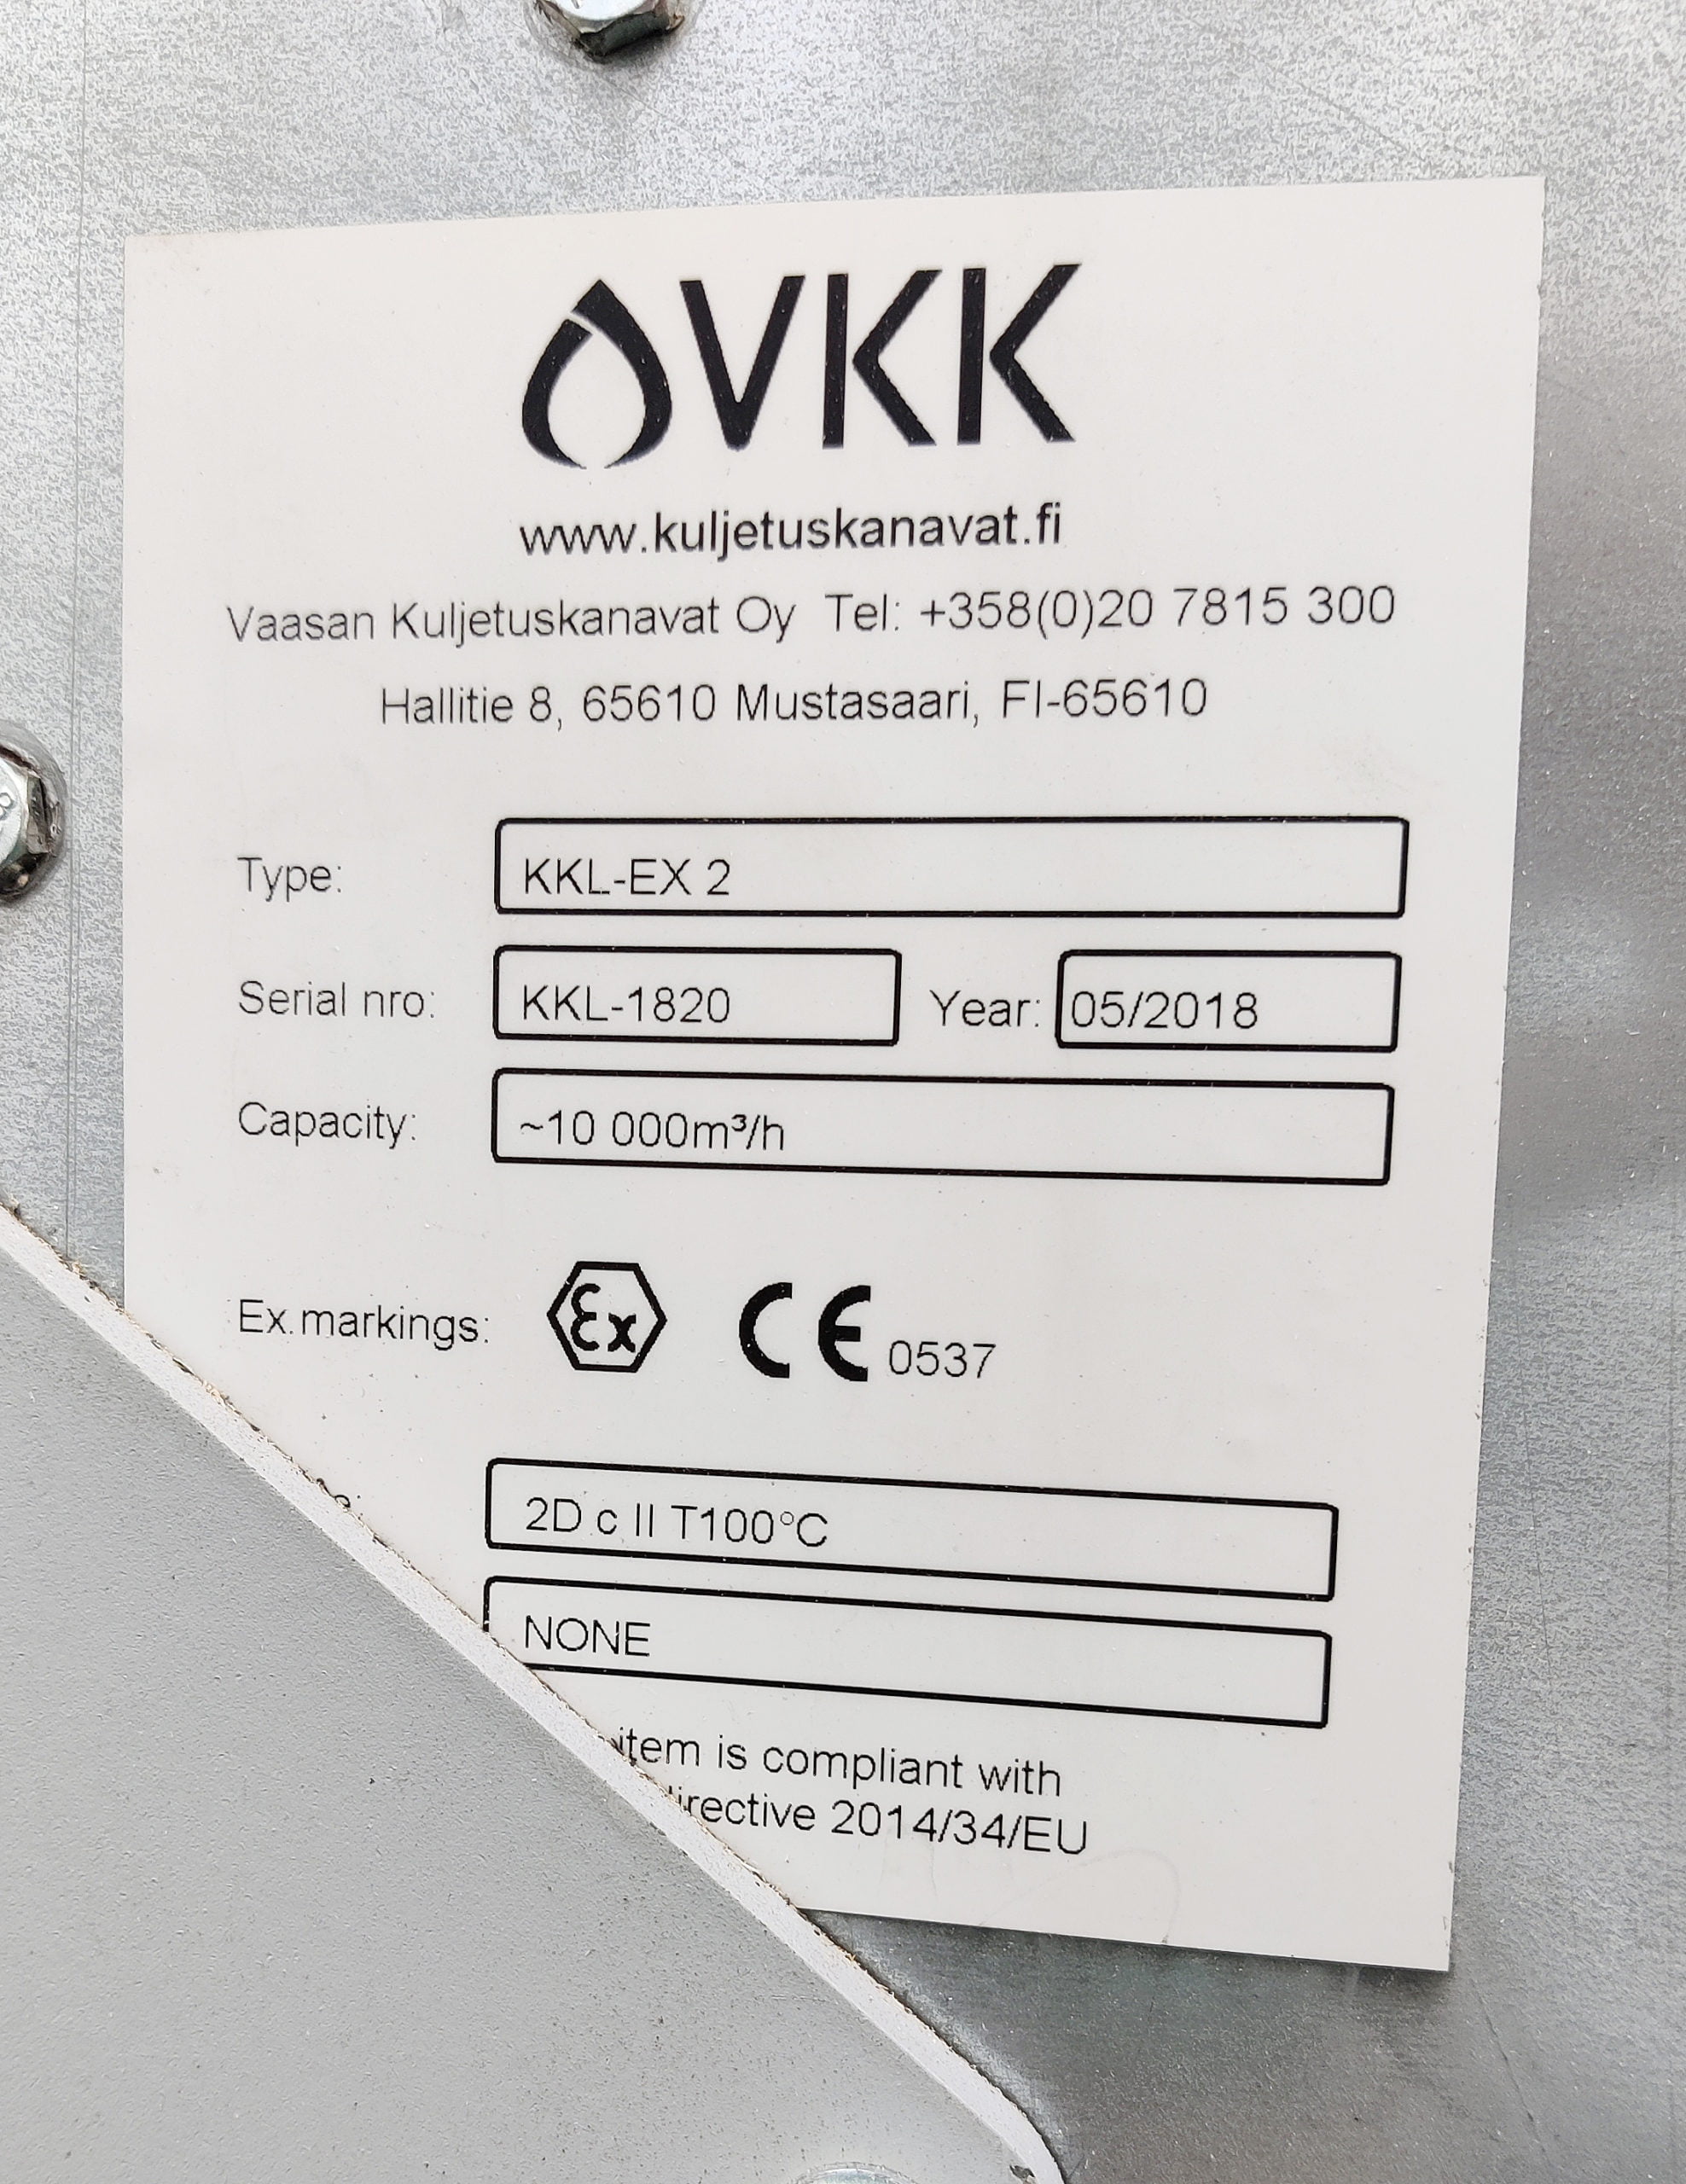 VKK
www.kuljetuskanavat.fi
Vaasan Kuljetuskanavat Oy Tel: +358(0)20 7815 300
Hallitie 8, 65610 Mustasaari, FI-65610
Type: KKL-EX 2
Serial nro: KKL-1820 Year: 05/2018
Capacity: ~10 000m³/h
Ex.markings: Ex CE 0537
2D c II T100°C
NONE
item is compliant with
directive 2014/34/EU